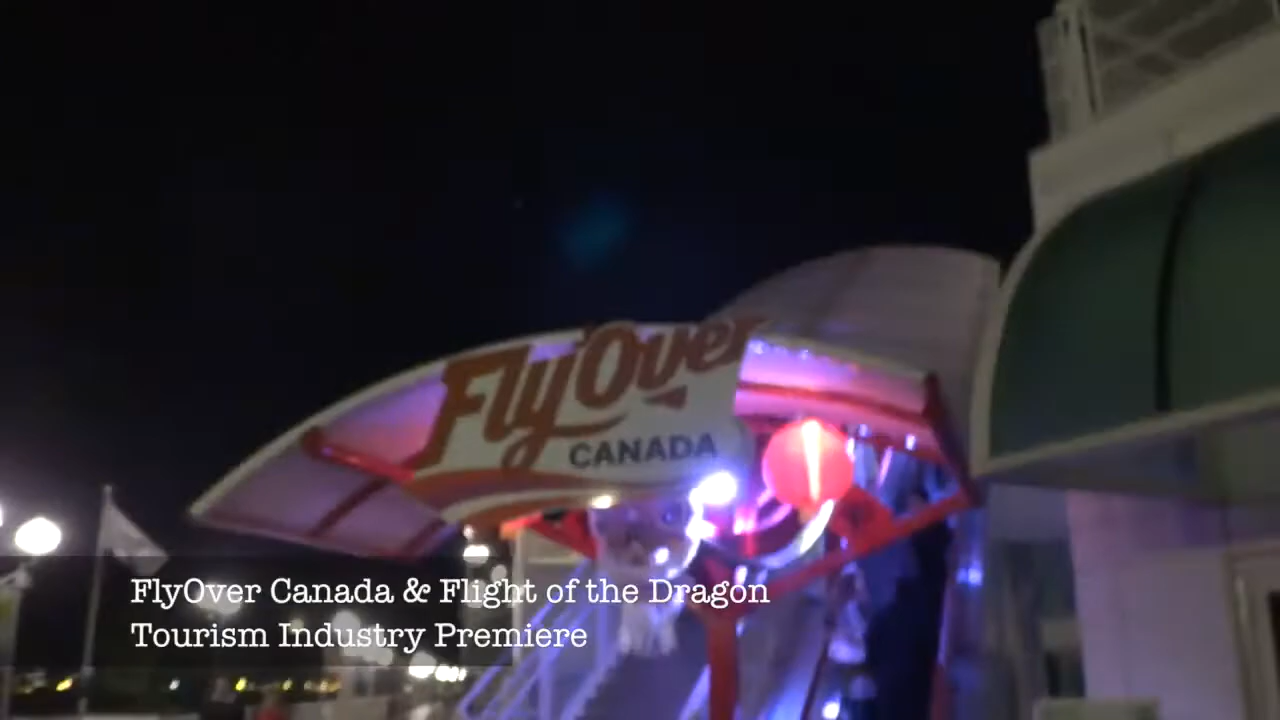 FlyOver
CANADA
FlyOver Canada & Flight of the Dragon
Tourism Industry Premiere